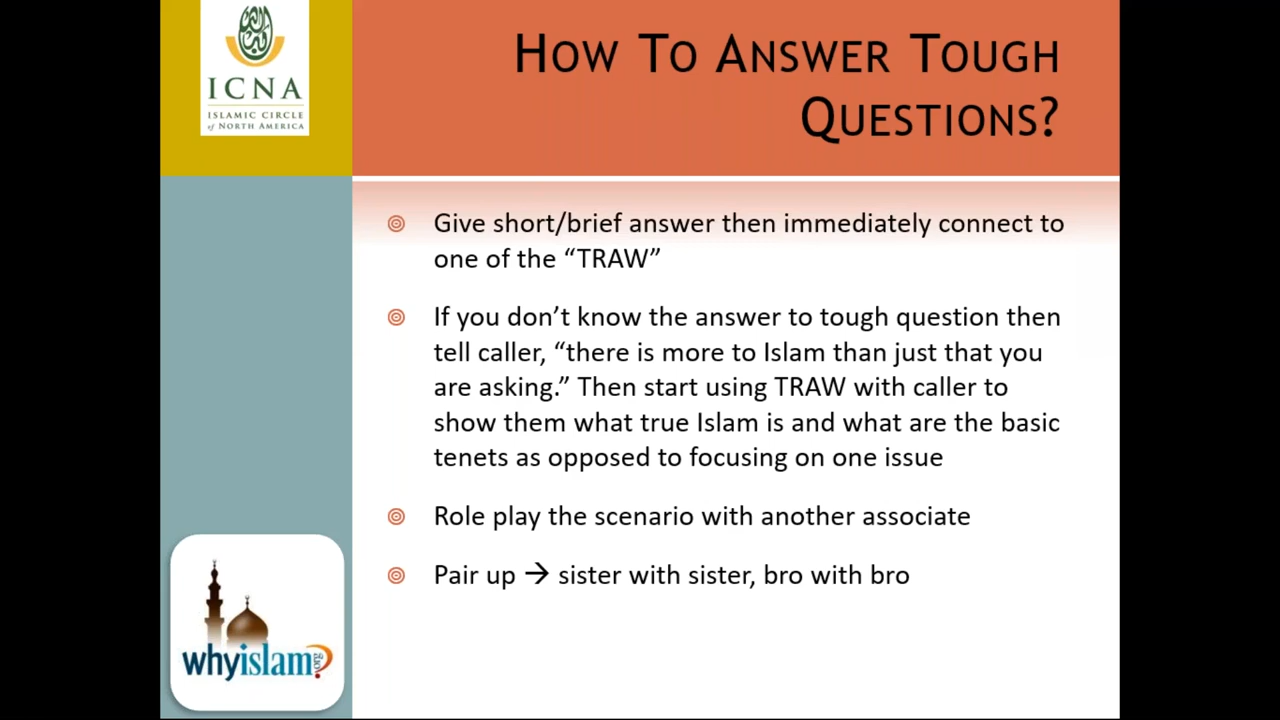 ICNA
ISLAMIC CIRCLE
of NORTH AMERICA
HOW TO ANSWER TOUGH
QUESTIONS?
Give short/brief answer then immediately connect to
one of the “TRAW”
If you don’t know the answer to tough question then
tell caller, “there is more to Islam than just that you
are asking.” Then start using TRAW with caller to
show them what true Islam is and what are the basic
tenets as opposed to focusing on one issue
Role play the scenario with another associate
Pair up → sister with sister, bro with bro
whyislam?.org